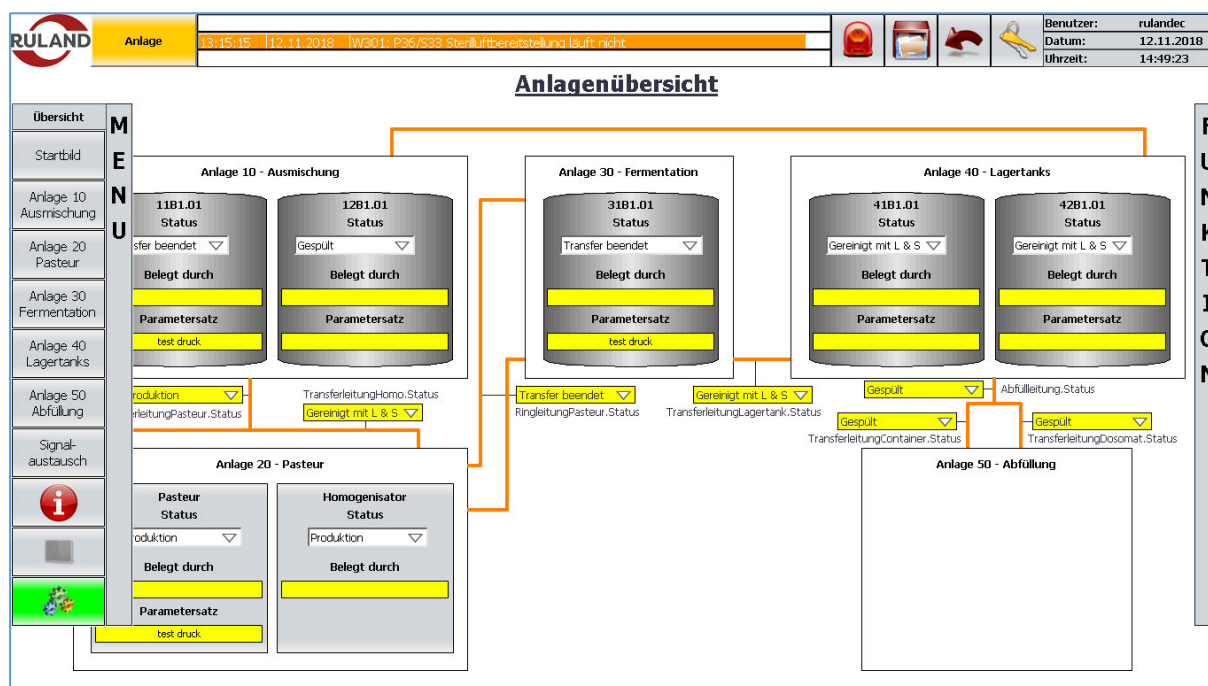 RULAND
Anlage
13:15:15 12.11.2018 W301: P36/S33 Sterilluftbereitstellung läuft nicht
Benutzer: rulandec
Datum: 12.11.2018
Uhrzeit: 14:49:23
Anlagenübersicht
Übersicht
Startbild
Anlage 10
Ausmischung
Anlage 20
Pasteur
Anlage 30
Fermentation
Anlage 40
Lagertanks
Anlage 50
Abfüllung
Signal-
austausch
M
E
N
U
Anlage 10 - Ausmischung
11B1.01
Status
sfer beendet
Belegt durch
Parametersatz
test druck
12B1.01
Status
Gespült
Belegt durch
Parametersatz
Anlage 30 - Fermentation
31B1.01
Status
Transfer beendet
Belegt durch
Parametersatz
test druck
Anlage 40 - Lagertanks
41B1.01
Status
Gereinigt mit L & S
Belegt durch
Parametersatz
42B1.01
Status
Gereinigt mit L & S
Belegt durch
Parametersatz
roduktion
erleitungPasteur.Status
TransferleitungHomo.Status
Gereinigt mit L & S
Transfer beendet
RingleitungPasteur.Status
Gereinigt mit L & S
TransferleitungLagertank.Status
Gespült
Abfüllleitung.Status
Gespült
TransferleitungContainer.Status
Gespült
TransferleitungDosomat.Status
Anlage 20 - Pasteur
Pasteur
Status
roduktion
Belegt durch
Parametersatz
test druck
Homogenisator
Status
Produktion
Belegt durch
Anlage 50 - Abfüllung